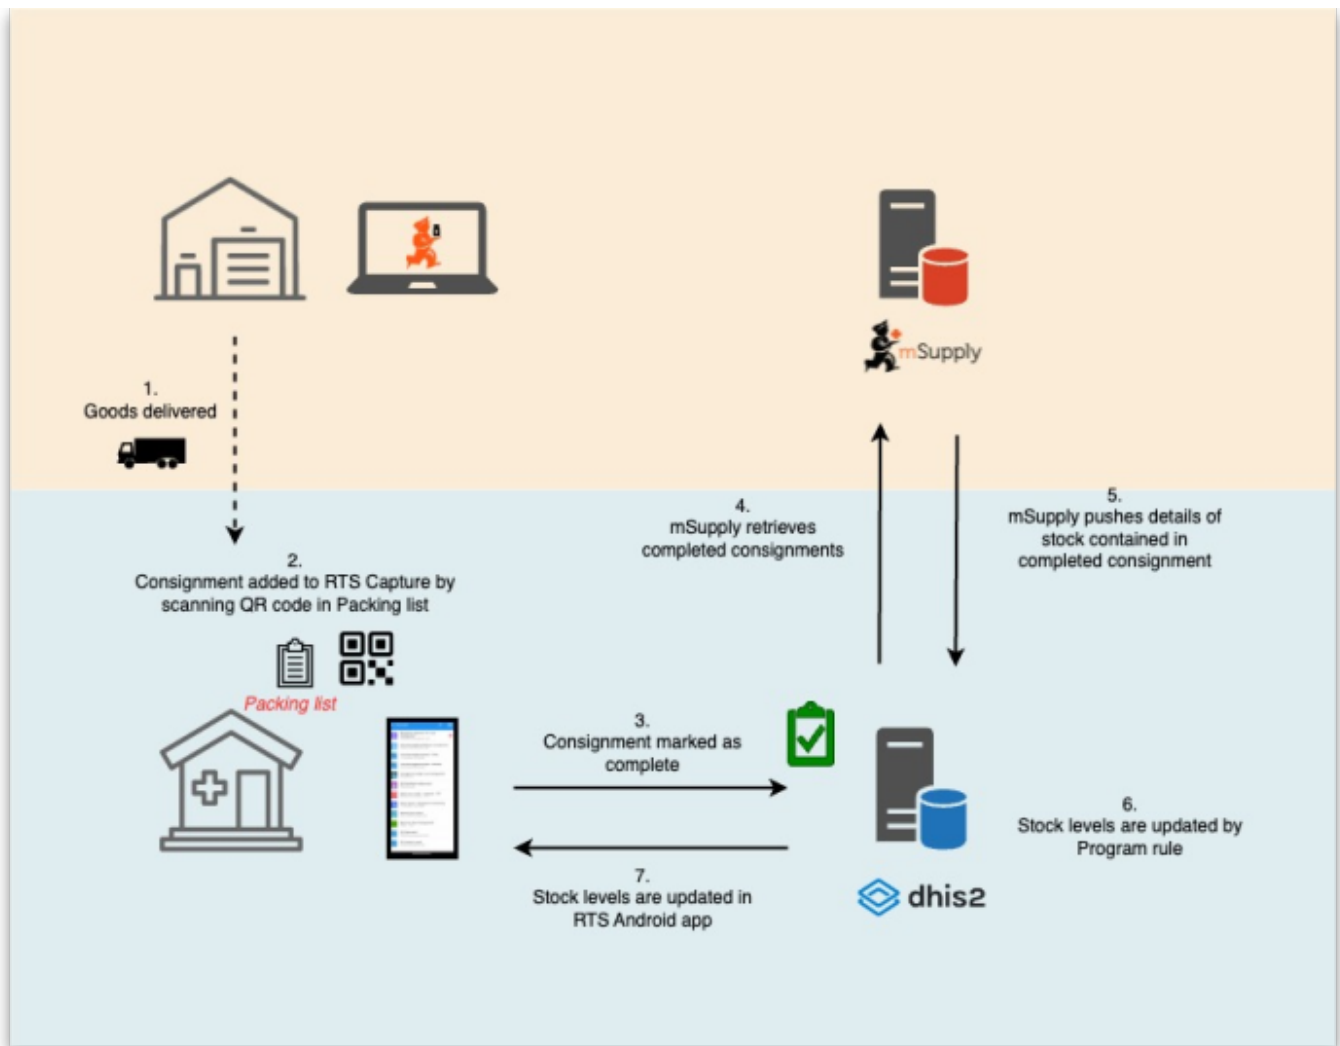 mSupply
1.
Goods delivered
2.
Consignment added to RTS Capture by
scanning QR code in Packing list
Packing list
3.
Consignment marked as
complete
4.
mSupply retrieves
completed consignments
5.
mSupply pushes details of
stock contained in
completed consignment
6.
Stock levels are updated by
Program rule
7.
Stock levels are updated in
RTS Android app
dhis2